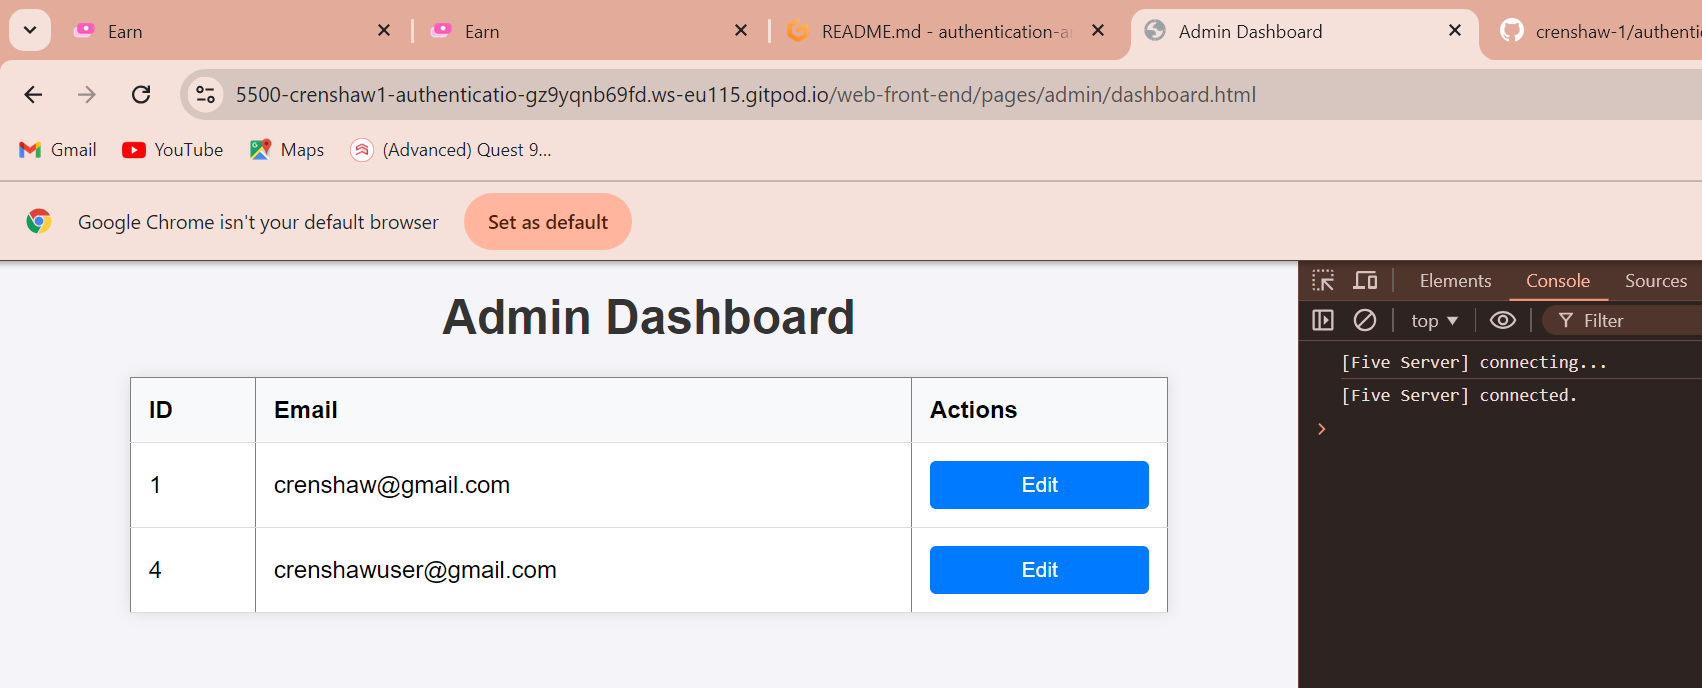 Earn
Earn
README.md - authentication-a
Admin Dashboard
crenshaw-1/authenti
5500-crenshaw1-authenticatio-gz9yqnb69fd.ws-eu115.gitpod.io/web-front-end/pages/admin/dashboard.html
Gmail YouTube Maps (Advanced) Quest 9...
Google Chrome isn't your default browser Set as default
Admin Dashboard
ID Email Actions
1 crenshaw@gmail.com Edit
4 crenshawuser@gmail.com Edit
Elements Console Sources
top Filter
[Five Server] connecting...
[Five Server] connected.